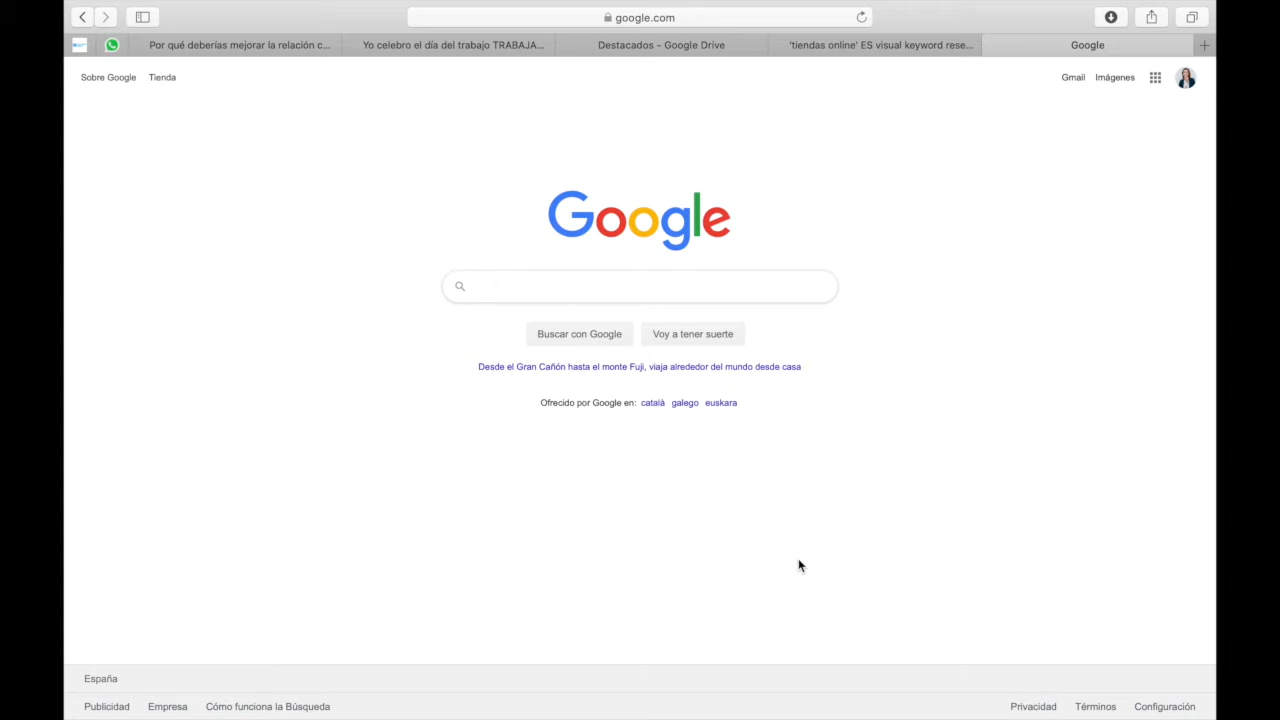 google.com
Por qué deberías mejorar la relación c...
Yo celebro el día del trabajo TRABAJA...
Destacados - Google Drive
'tiendas online' ES visual keyword rese...
Google
Sobre Google Tienda
Gmail Imágenes
Google
Buscar con Google Voy a tener suerte
Desde el Gran Cañón hasta el monte Fuji, viaja alrededor del mundo desde casa
Ofrecido por Google en: català galego euskara
España
Publicidad Empresa Cómo funciona la Búsqueda
Privacidad Términos Configuración